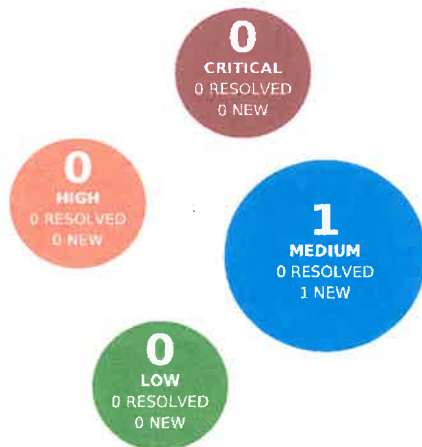 0
CRITICAL
0 RESOLVED
0 NEW
0
HIGH
0 RESOLVED
0 NEW
1
MEDIUM
0 RESOLVED
1 NEW
0
LOW
0 RESOLVED
0 NEW